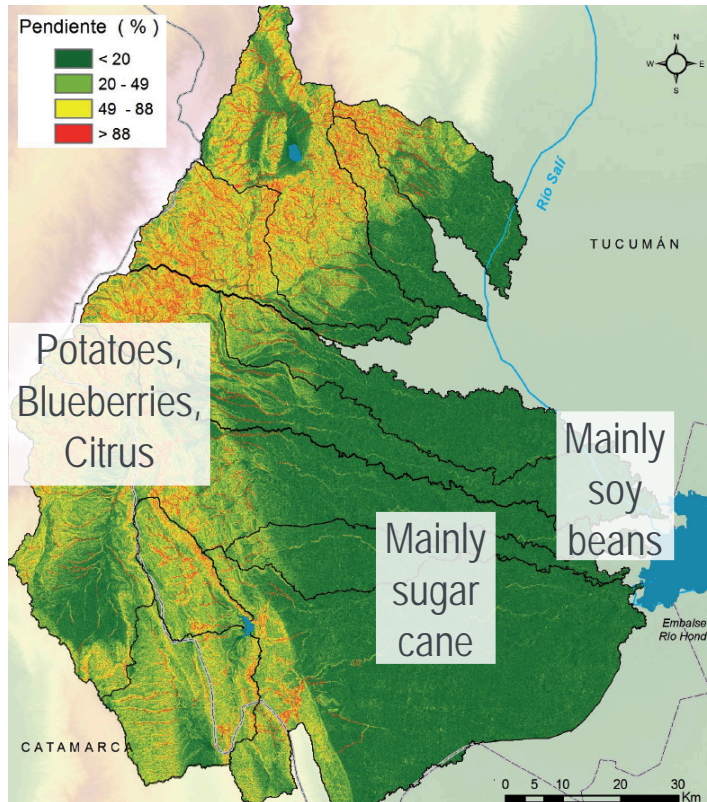 Pendiente ( % )
< 20
20 - 49
49 - 88
> 88
N
W E
S
Río Salí
TUCUMÁN
Potatoes,
Blueberries,
Citrus
Mainly
soy
beans
Mainly
sugar
cane
Embalse
Río Hond
CATAMARCA
0 5 10 20 30
Km